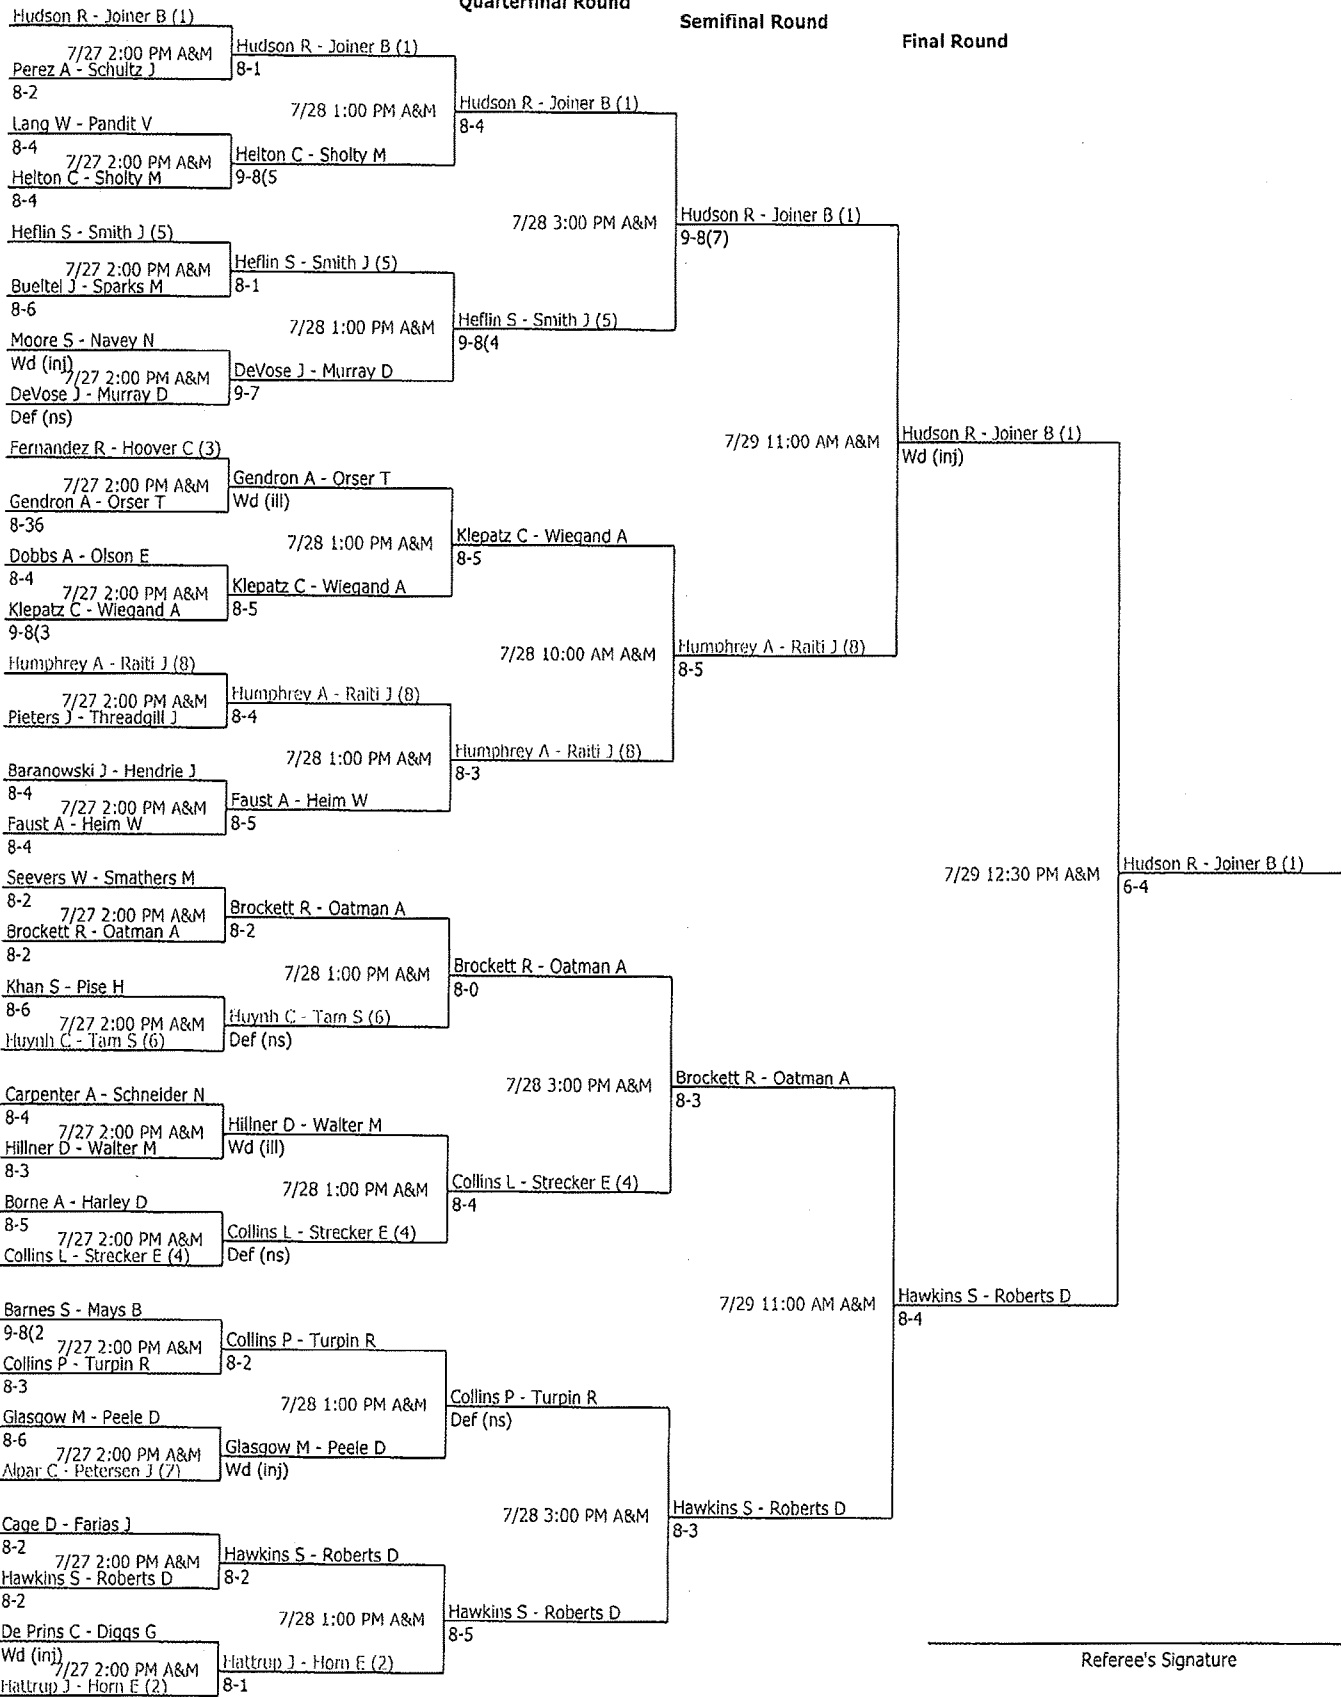 Quarterfinal Round
Semifinal Round
Final Round
Hudson R - Joiner B (1)
7/27 2:00 PM A&M
Perez A - Schultz J
8-2
Lang W - Pandit V
8-4
7/27 2:00 PM A&M
Helton C - Sholty M
8-4
Heflin S - Smith J (5)
7/27 2:00 PM A&M
Bueltel J - Sparks M
8-6
Moore S - Navey N
Wd (inj)
7/27 2:00 PM A&M
DeVose J - Murray D
Def (ns)
Fernandez R - Hoover C (3)
7/27 2:00 PM A&M
Gendron A - Orser T
8-36
Dobbs A - Olson E
8-4
7/27 2:00 PM A&M
Klepatz C - Wiegand A
9-8(3
Humphrey A - Raiti J (8)
7/27 2:00 PM A&M
Pieters J - Threadgill J
Baranowski J - Hendrie J
8-4
7/27 2:00 PM A&M
Faust A - Heim W
8-4
Seevers W - Smathers M
8-2
7/27 2:00 PM A&M
Brockett R - Oatman A
8-2
Khan S - Pise H
8-6
7/27 2:00 PM A&M
Huynh C - Tam S (6)
Carpenter A - Schneider N
8-4
7/27 2:00 PM A&M
Hillner D - Walter M
8-3
Borne A - Harley D
8-5
7/27 2:00 PM A&M
Collins L - Strecker E (4)
Barnes S - Mays B
9-8(2
7/27 2:00 PM A&M
Collins P - Turpin R
8-3
Glasgow M - Peele D
8-6
7/27 2:00 PM A&M
Alpar C - Petersen J (7)
Cage D - Farias J
8-2
7/27 2:00 PM A&M
Hawkins S - Roberts D
8-2
De Prins C - Diggs G
Wd (inj)
7/27 2:00 PM A&M
Hattrup J - Horn E (2)
Hudson R - Joiner B (1)
8-1
7/28 1:00 PM A&M
Helton C - Sholty M
9-8(5
Heflin S - Smith J (5)
8-1
7/28 1:00 PM A&M
DeVose J - Murray D
9-7
Gendron A - Orser T
Wd (ill)
7/28 1:00 PM A&M
Klepatz C - Wiegand A
8-5
Humphrey A - Raiti J (8)
8-4
7/28 1:00 PM A&M
Faust A - Heim W
8-5
Brockett R - Oatman A
8-2
7/28 1:00 PM A&M
Huynh C - Tam S (6)
Def (ns)
Hillner D - Walter M
Wd (ill)
7/28 1:00 PM A&M
Collins L - Strecker E (4)
Def (ns)
Collins P - Turpin R
8-2
7/28 1:00 PM A&M
Glasgow M - Peele D
Wd (inj)
Hawkins S - Roberts D
8-2
7/28 1:00 PM A&M
Hattrup J - Horn E (2)
8-1
Hudson R - Joiner B (1)
8-4
7/28 3:00 PM A&M
Heflin S - Smith J (5)
9-8(4
Klepatz C - Wiegand A
8-5
7/28 10:00 AM A&M
Humphrey A - Raiti J (8)
8-3
Brockett R - Oatman A
8-0
7/28 3:00 PM A&M
Collins L - Strecker E (4)
8-4
Collins P - Turpin R
Def (ns)
7/28 3:00 PM A&M
Hawkins S - Roberts D
8-5
Hudson R - Joiner B (1)
9-8(7)
7/29 11:00 AM A&M
Humphrey A - Raiti J (8)
8-5
Brockett R - Oatman A
8-3
7/29 11:00 AM A&M
Hawkins S - Roberts D
8-3
Hudson R - Joiner B (1)
Wd (inj)
7/29 12:30 PM A&M
Hawkins S - Roberts D
8-4
Hudson R - Joiner B (1)
6-4
Referee's Signature